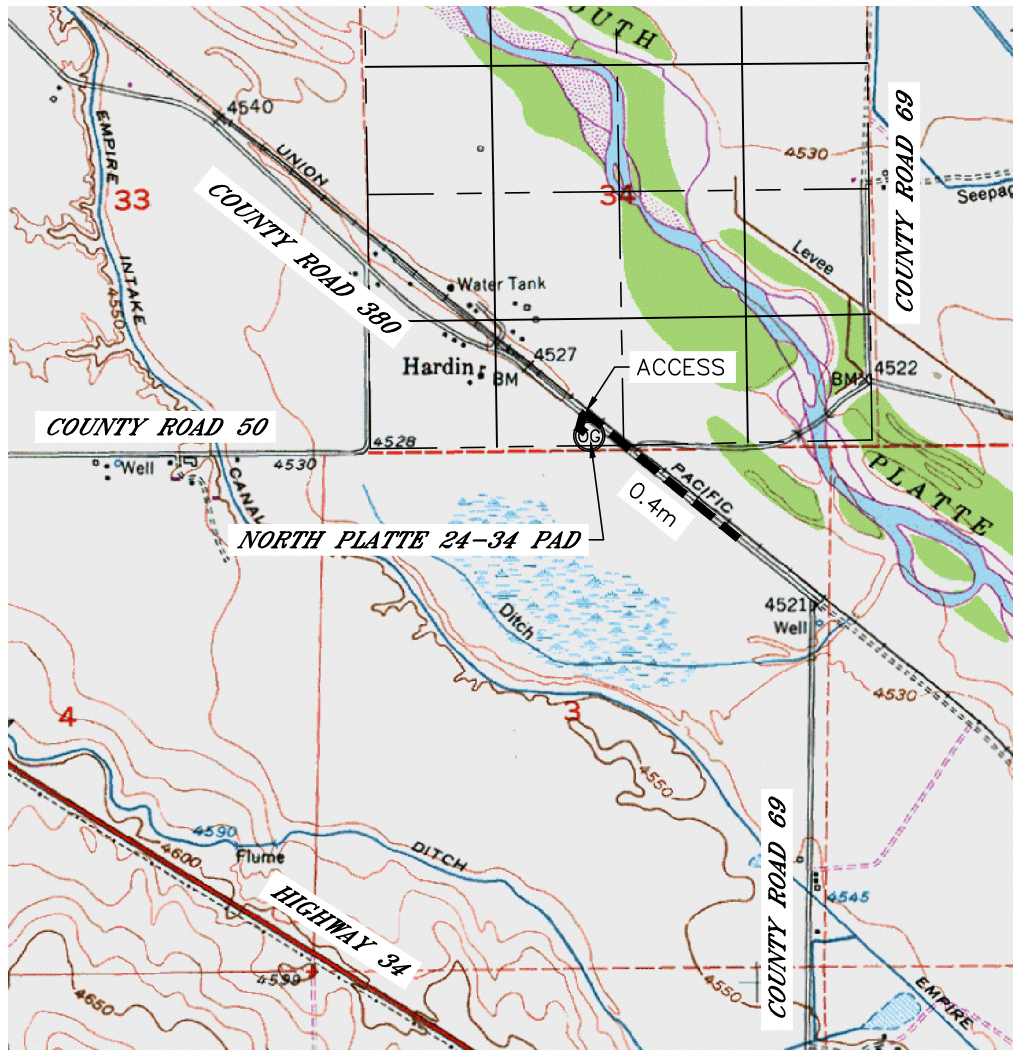 OUTH
4540
EMPIRE
UNION
COUNTY ROAD 69
4530
33
34
Seepag
COUNTY ROAD 380
Levee
INTAKE
4550
Water Tank
Hardin
4527
BM
ACCESS
4522
BM
COUNTY ROAD 50
4528
OG
4530
Well
CANAL
PACIFIC
PLATTE
0.4m
NORTH PLATTE 24-34 PAD
Ditch
4521
Well
4530
4
3
4550
4590
4600
Flume
DITCH
COUNTY ROAD 69
4545
HIGHWAY 34
4599
4650
4550
EMPIRE